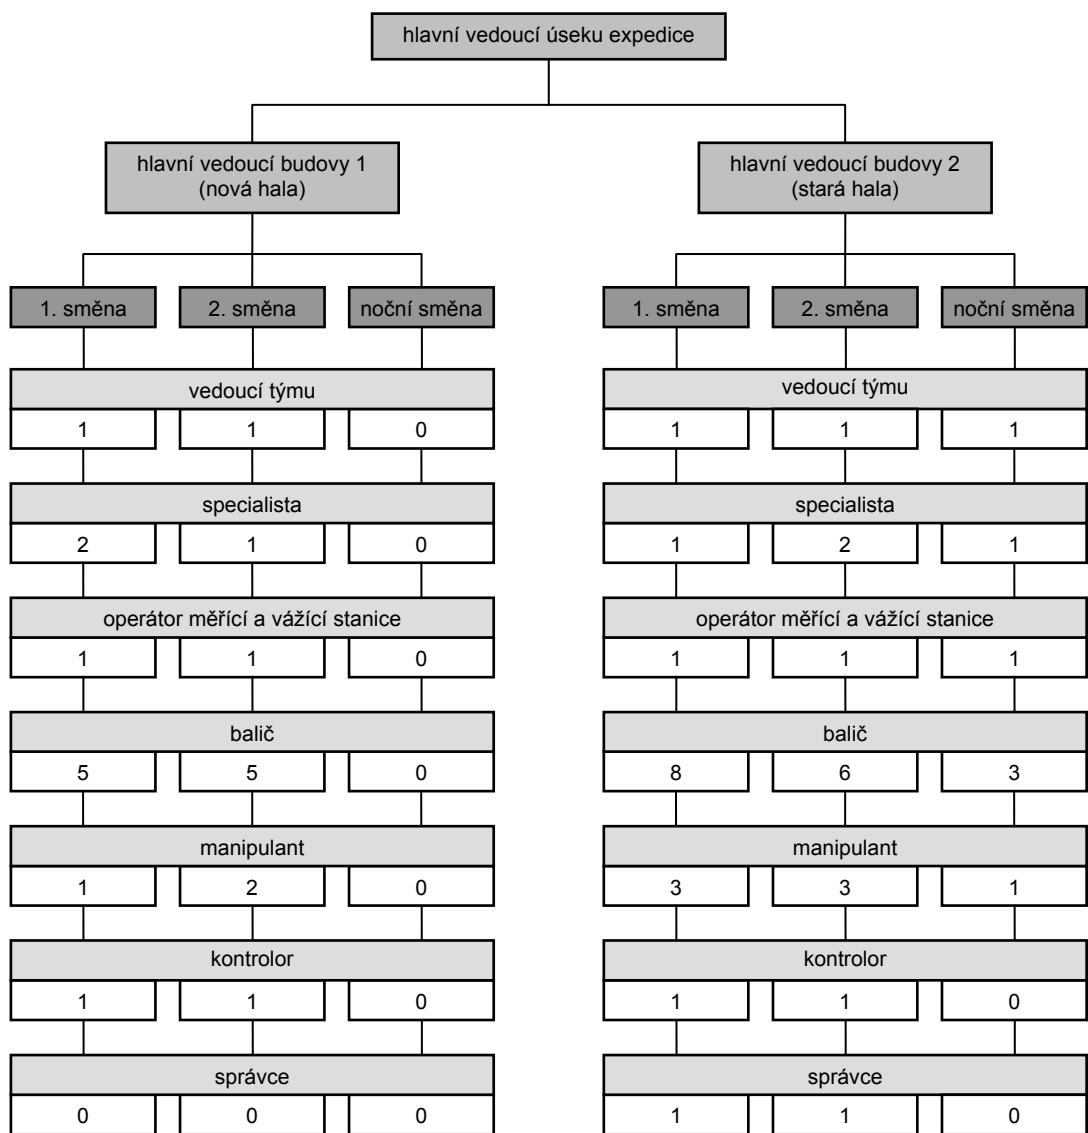 hlavní vedoucí úseku expedice
hlavní vedoucí budovy 1
(nová hala)
hlavní vedoucí budovy 2
(stará hala)
1. směna 2. směna noční směna
1. směna 2. směna noční směna
vedoucí týmu
1 1 0
vedoucí týmu
1 1 1
specialista
2 1 0
specialista
1 2 1
operátor měřící a vážící stanice
1 1 0
operátor měřící a vážící stanice
1 1 1
balič
5 5 0
balič
8 6 3
manipulant
1 2 0
manipulant
3 3 1
kontrolor
1 1 0
kontrolor
1 1 0
správce
0 0 0
správce
1 1 0